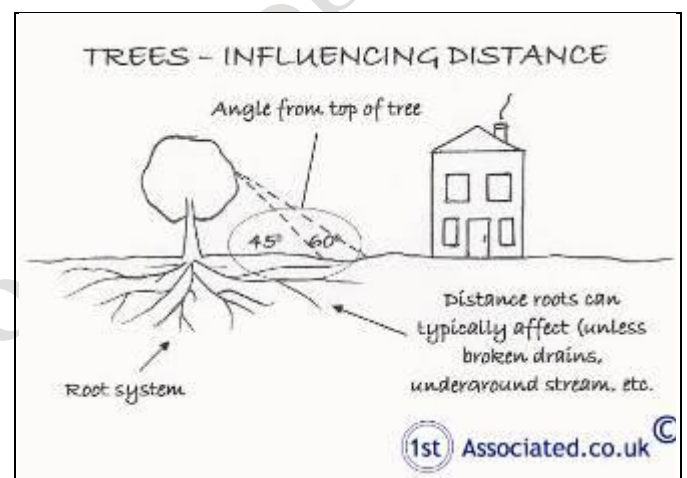 TREES – INFLUENCING DISTANCE
Angle from top of tree
45° 60°
Distance roots can
typically affect (unless
broken drains,
underground stream. etc.
Root system
1st Associated.co.uk ©